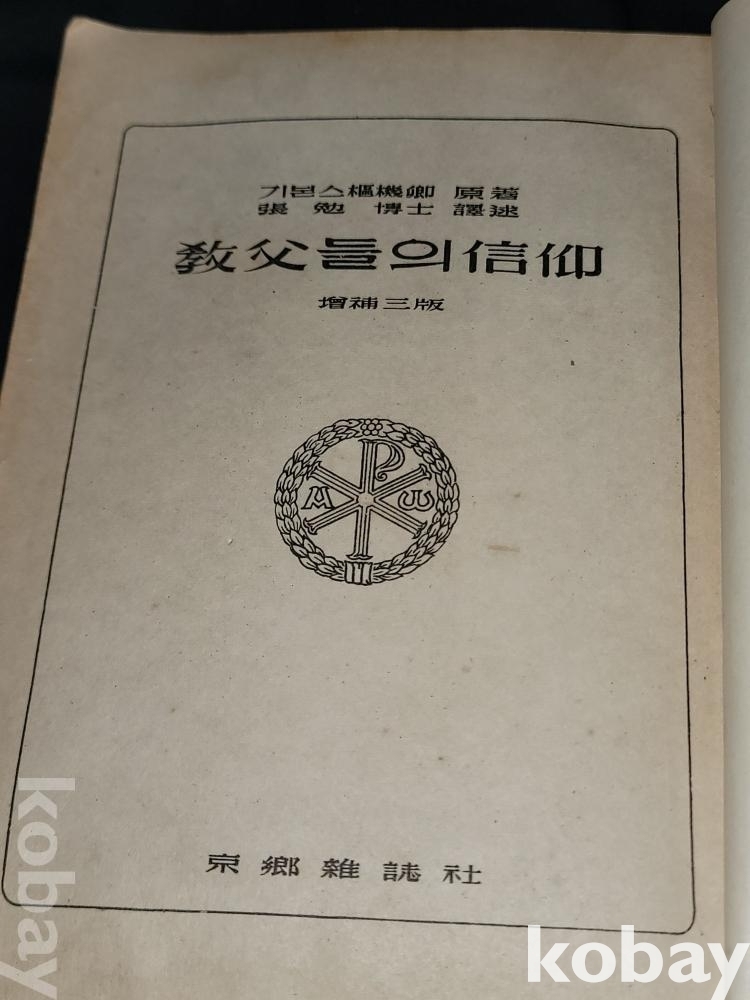 기본스樞機卿 原著
張勉 博士 譯述
敎父들의信仰
增補三版
A P ω
京鄕雜誌社
kobay
kobay